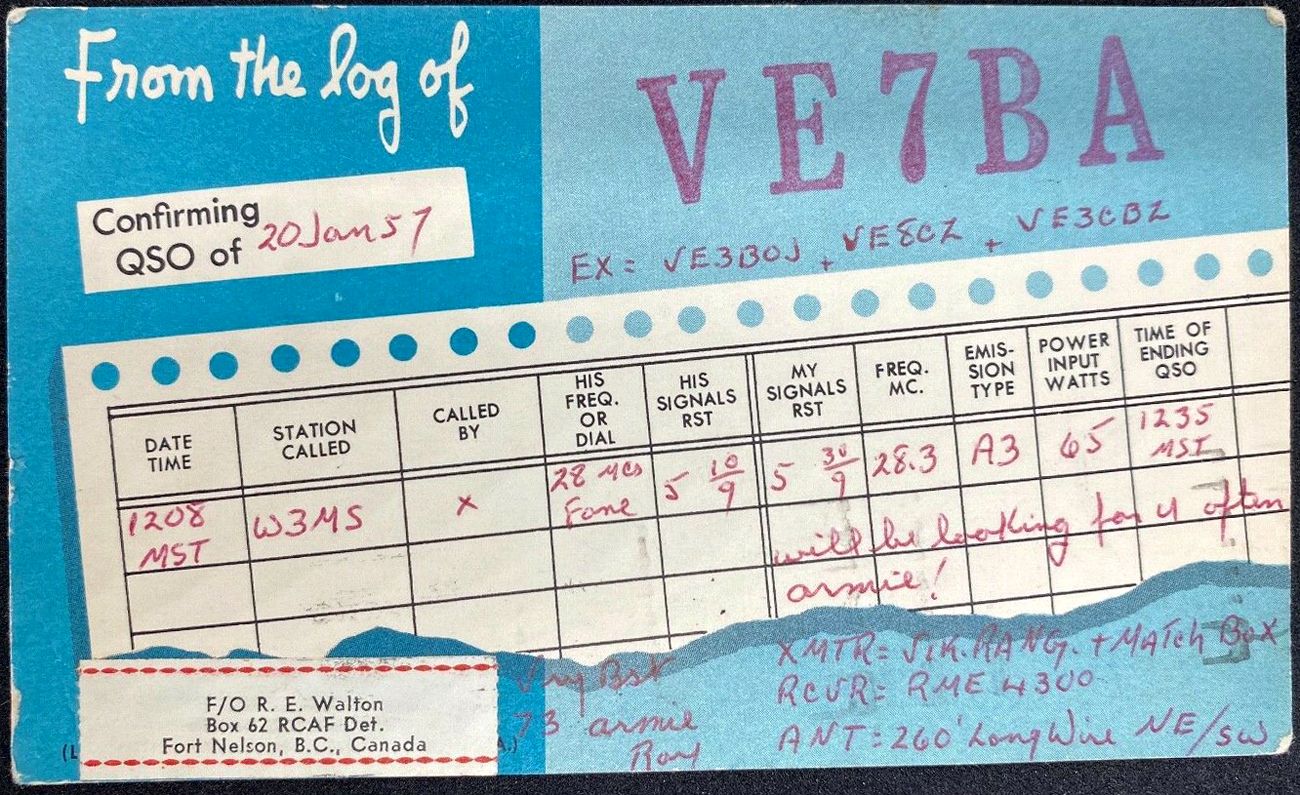 From the log of
VE7BA
Confirming
QSO of 20 Jan 57
EX = VE3BOJ + VE8CZ + VE3CBZ
DATE TIME
STATION CALLED
CALLED BY
HIS FREQ. OR DIAL
HIS SIGNALS RST
MY SIGNALS RST
FREQ. MC.
EMIS-SION TYPE
POWER INPUT WATTS
TIME OF ENDING QSO
1208 MST
W3MS
x
28 MCS Fone
5 10/9
5 30/9
28.3
A3
65
1235 MST
will be looking for u often
armie!
Very Best
73 armie
Ray
XMTR = RANG. + MATCH BOX
RCVR = RME 4300
ANT = 260' Long Wire NE/SW
F/O R. E. Walton
Box 62 RCAF Det.
Fort Nelson, B.C., Canada
(L
A.)